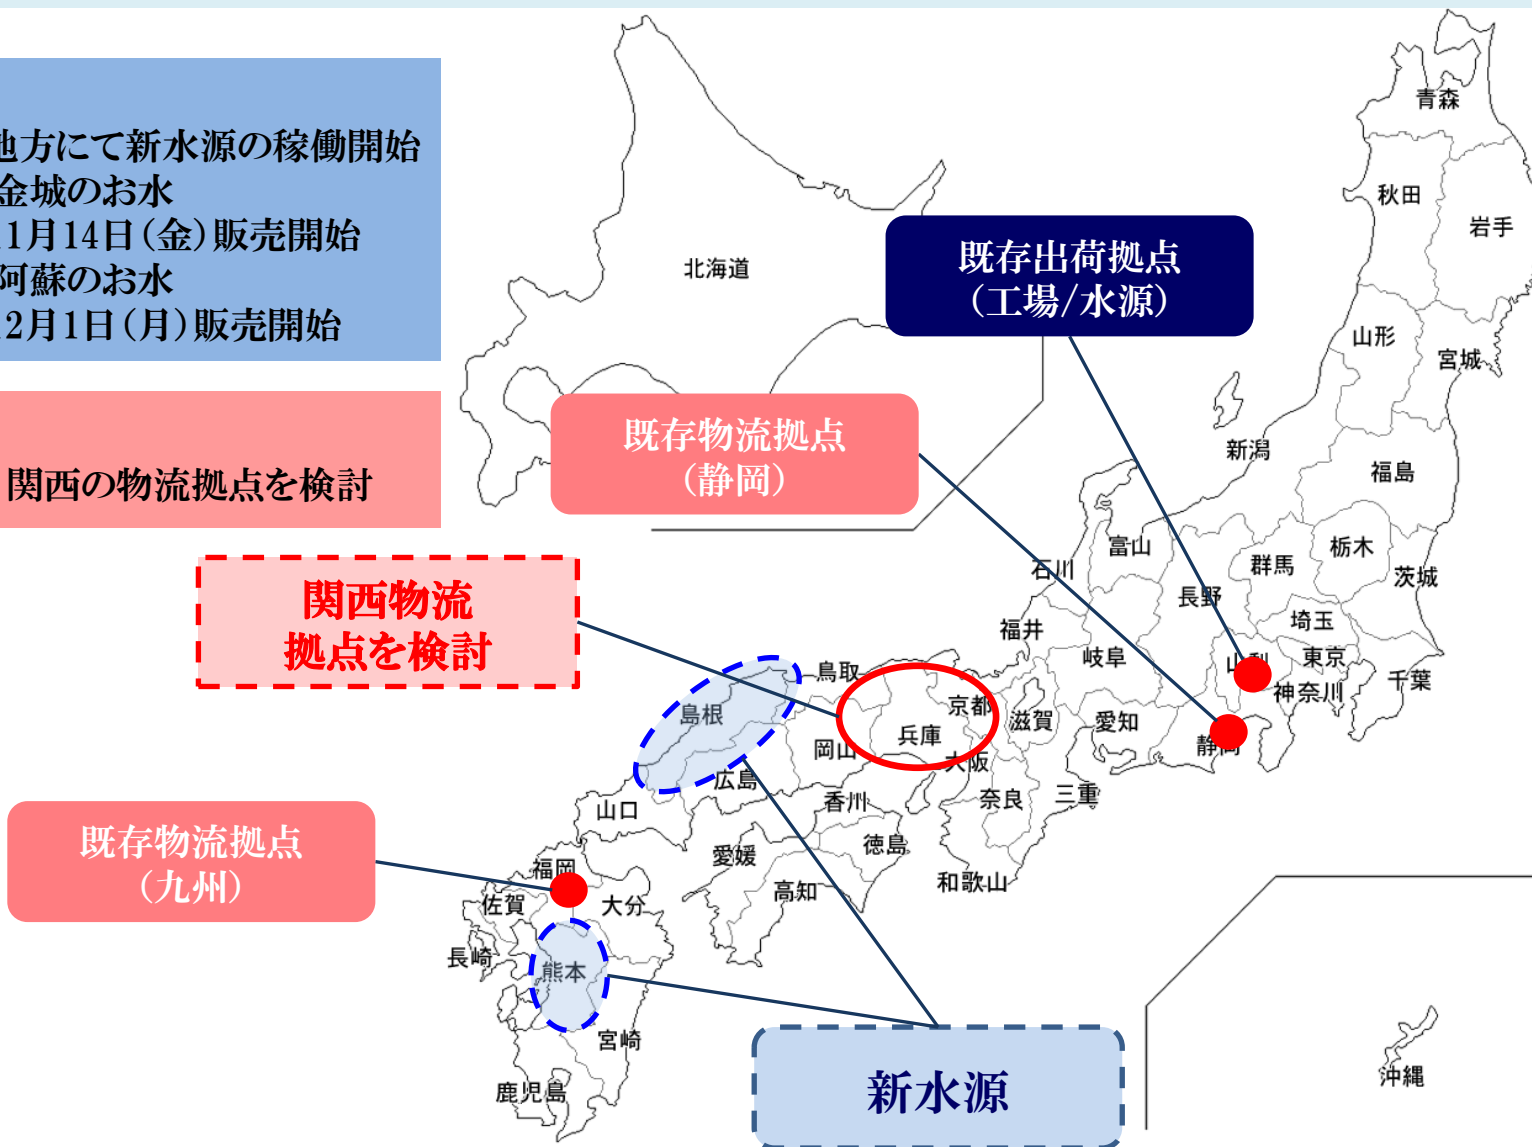 地方にて新水源の稼働開始
金城のお水
11月14日（金）販売開始
阿蘇のお水
12月1日（月）販売開始
関西の物流拠点を検討
既存出荷拠点
（工場/水源）
既存物流拠点
（静岡）
関西物流
拠点を検討
既存物流拠点
（九州）
新水源
北海道
青森
秋田
岩手
山形
宮城
新潟
福島
富山
石川
群馬
栃木
茨城
長野
埼玉
福井
岐阜
山梨
東京
千葉
神奈川
鳥取
島根
京都
滋賀
愛知
静岡
兵庫
岡山
大阪
広島
奈良
三重
香川
山口
徳島
愛媛
和歌山
高知
福岡
佐賀
大分
長崎
熊本
宮崎
鹿児島
沖縄